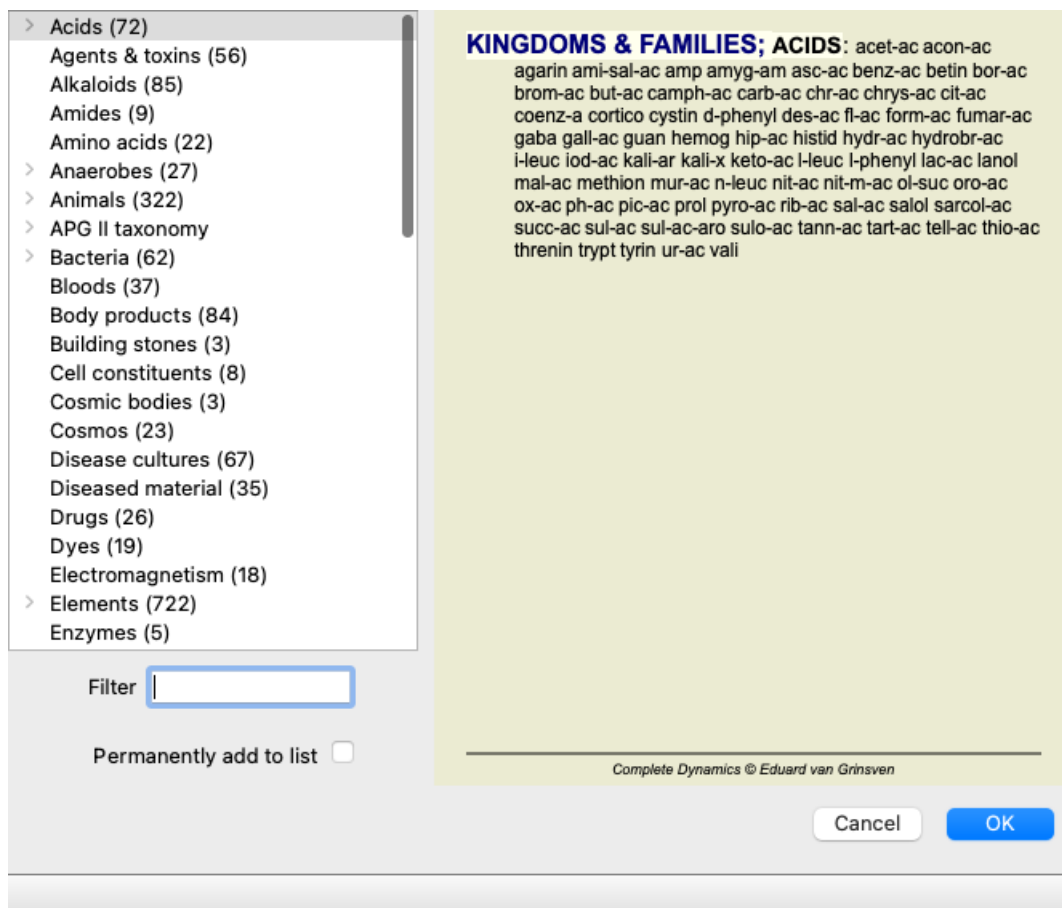 Acids (72)
Agents & toxins (56)
Alkaloids (85)
Amides (9)
Amino acids (22)
Anaerobes (27)
Animals (322)
APG II taxonomy
Bacteria (62)
Bloods (37)
Body products (84)
Building stones (3)
Cell constituents (8)
Cosmic bodies (3)
Cosmos (23)
Disease cultures (67)
Diseased material (35)
Drugs (26)
Dyes (19)
Electromagnetism (18)
Elements (722)
Enzymes (5)
Filter
Permanently add to list
KINGDOMS & FAMILIES; ACIDS: acet-ac acon-ac
agarin ami-sal-ac amp amyg-am asc-ac benz-ac betin bor-ac
brom-ac but-ac camph-ac carb-ac chr-ac chrys-ac cit-ac
coenz-a cortico cystin d-phenyl des-ac fl-ac form-ac fumar-ac
gaba gall-ac guan hemog hip-ac histid hydr-ac hydrobr-ac
i-leuc iod-ac kali-ar kali-x keto-ac l-leuc l-phenyl lac-ac lanol
mal-ac methion mur-ac n-leuc nit-ac nit-m-ac ol-suc oro-ac
ox-ac ph-ac pic-ac prol pyro-ac rib-ac sal-ac salol sarcol-ac
succ-ac sul-ac sul-ac-aro sulo-ac tann-ac tart-ac tell-ac thio-ac
threnin trypt tyrin ur-ac vali
Complete Dynamics © Eduard van Grinsven
Cancel
OK